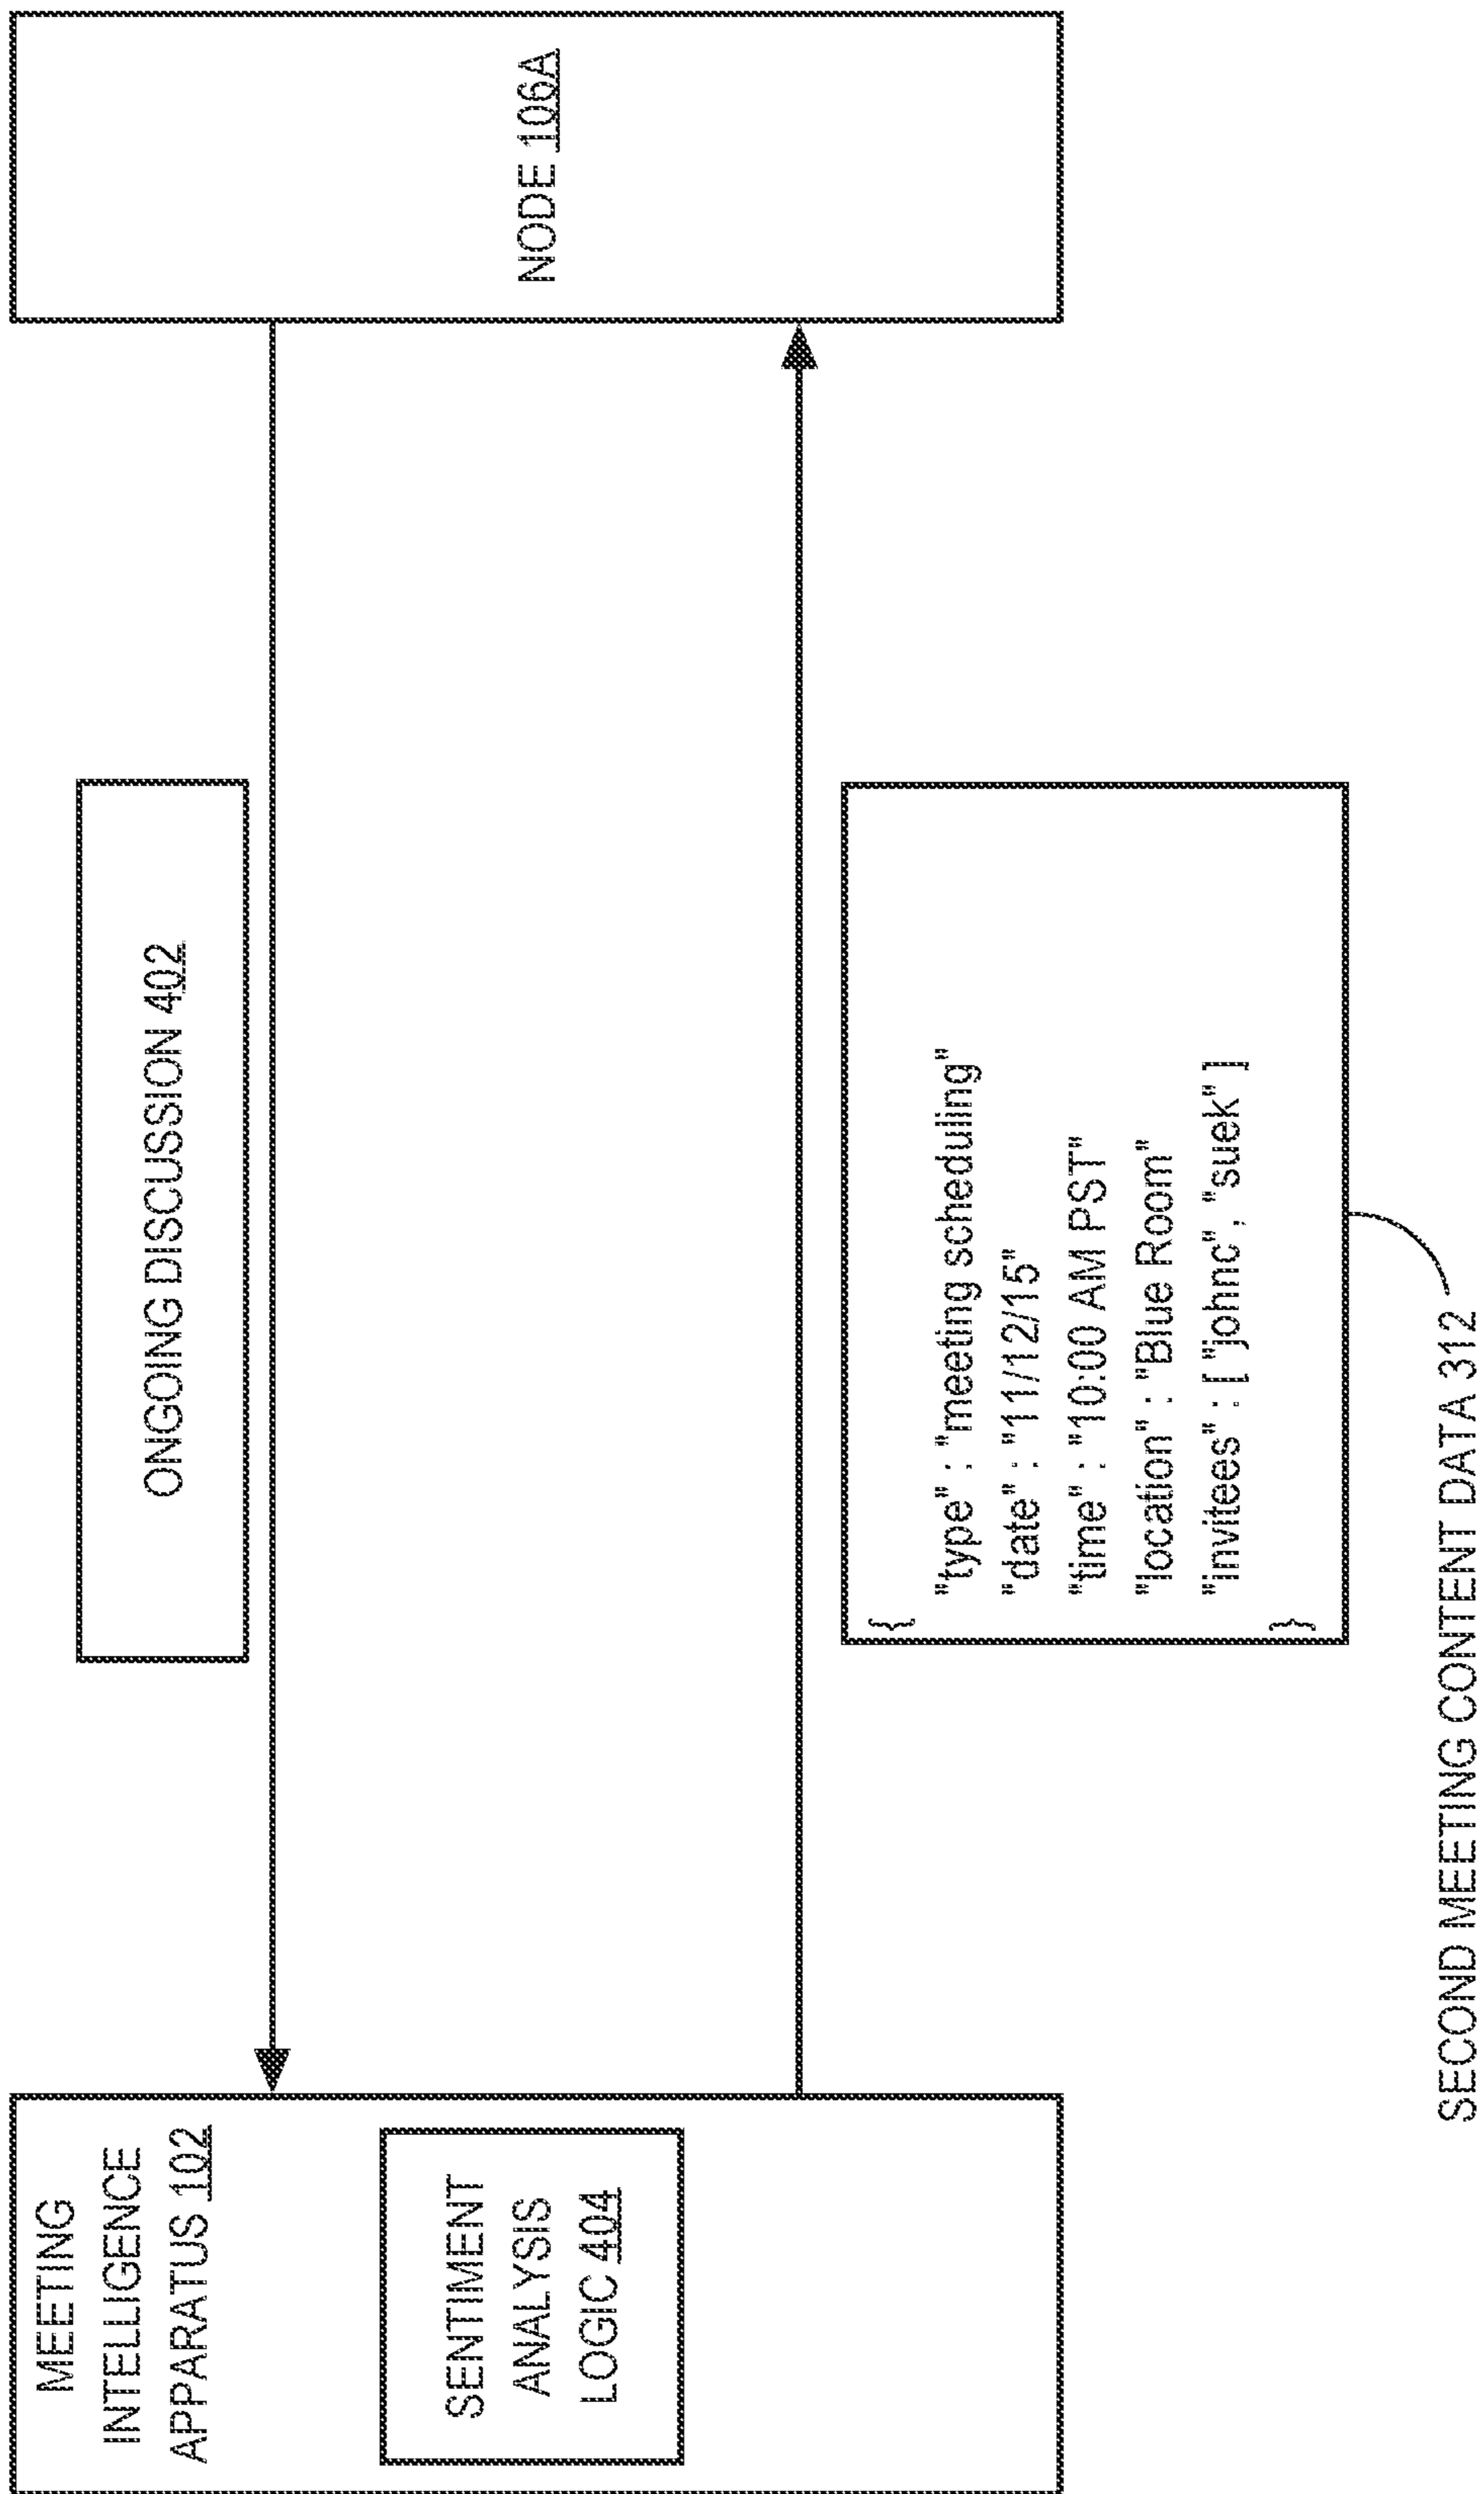 MEETING
INTELLIGENCE
APPARATUS 102
SENTIMENT
ANALYSIS
LOGIC 404
ONGOING DISCUSSION 402
NODE 106A
{
"type" : "meeting scheduling"
"date" : "11/12/15"
"time" : "10:00 AM PST"
"location" : "Blue Room"
"invitees" : [ "johnc", "suek" ]
}
SECOND MEETING CONTENT DATA 312